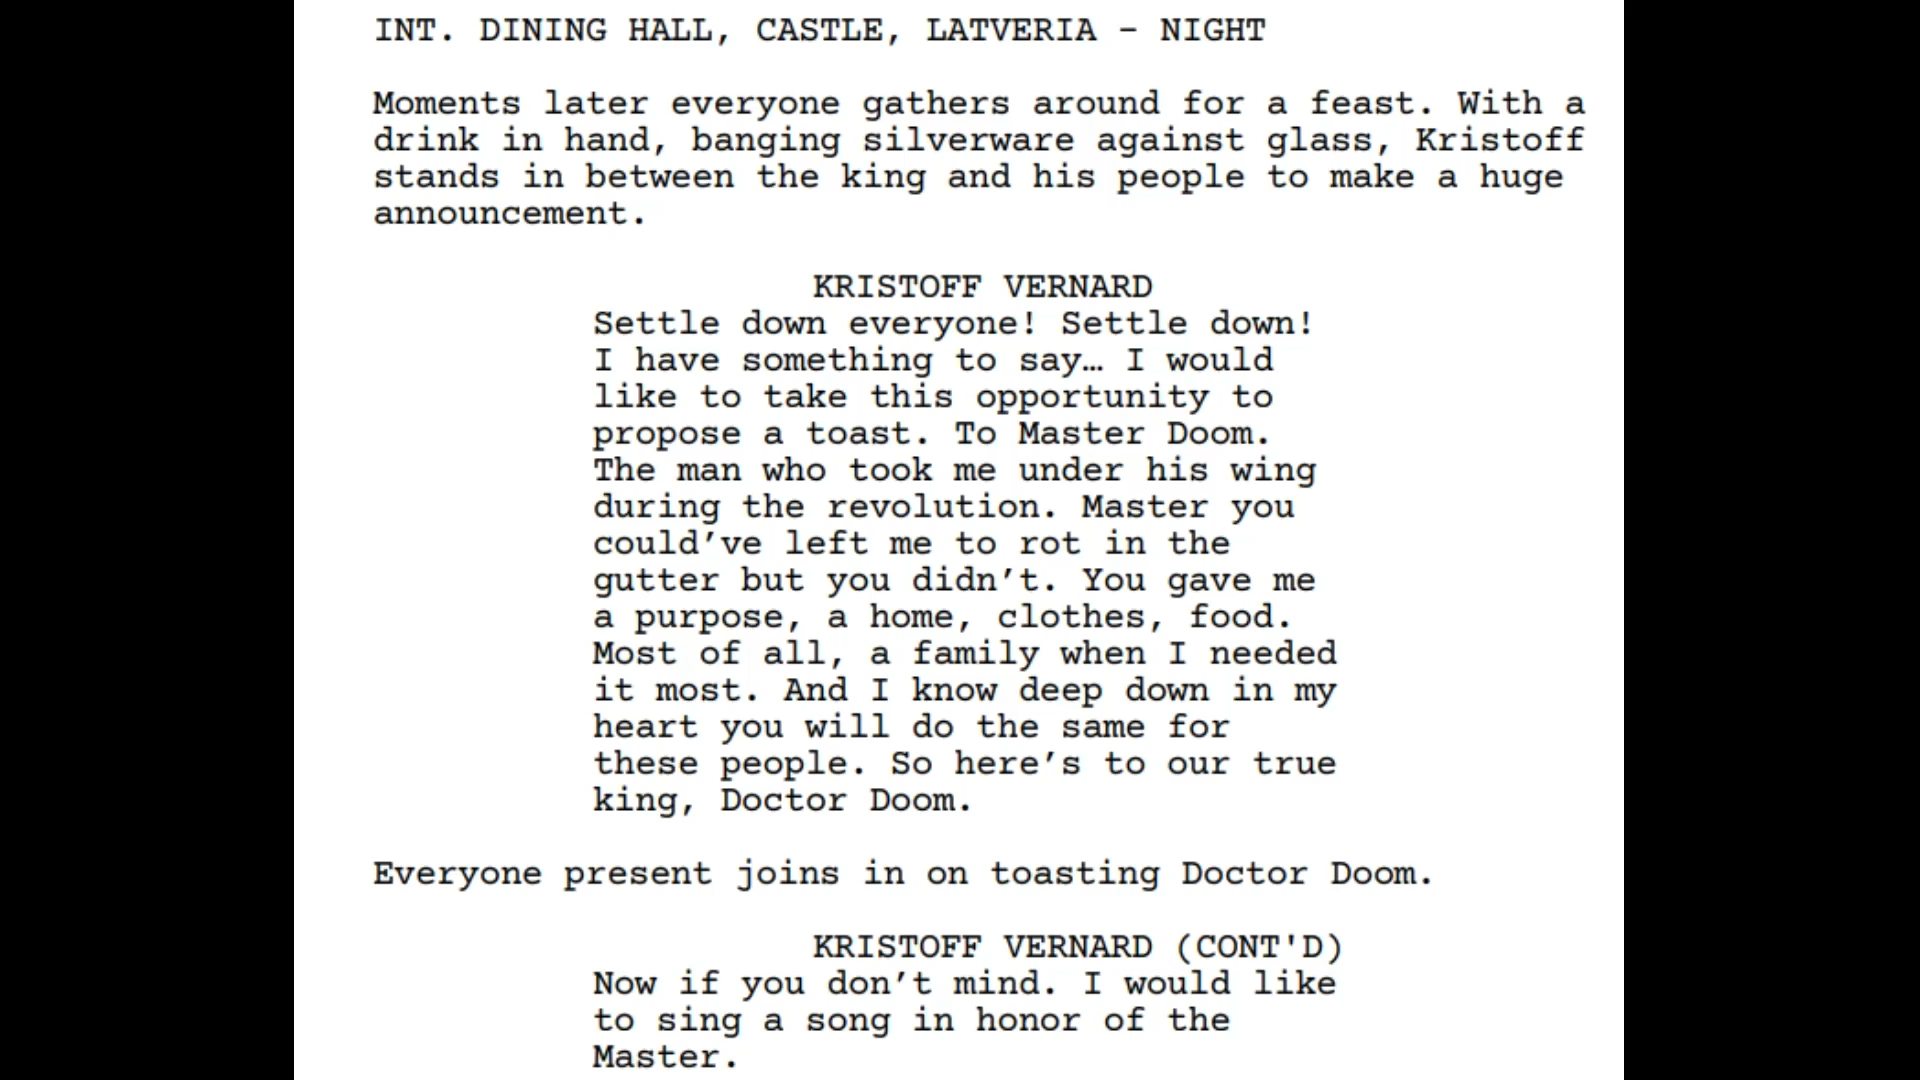 INT. DINING HALL, CASTLE, LATVERIA – NIGHT
Moments later everyone gathers around for a feast. With a
drink in hand, banging silverware against glass, Kristoff
stands in between the king and his people to make a huge
announcement.
KRISTOFF VERNARD
Settle down everyone! Settle down!
I have something to say… I would
like to take this opportunity to
propose a toast. To Master Doom.
The man who took me under his wing
during the revolution. Master you
could’ve left me to rot in the
gutter but you didn’t. You gave me
a purpose, a home, clothes, food.
Most of all, a family when I needed
it most. And I know deep down in my
heart you will do the same for
these people. So here’s to our true
king, Doctor Doom.
Everyone present joins in on toasting Doctor Doom.
KRISTOFF VERNARD (CONT'D)
Now if you don’t mind. I would like
to sing a song in honor of the
Master.